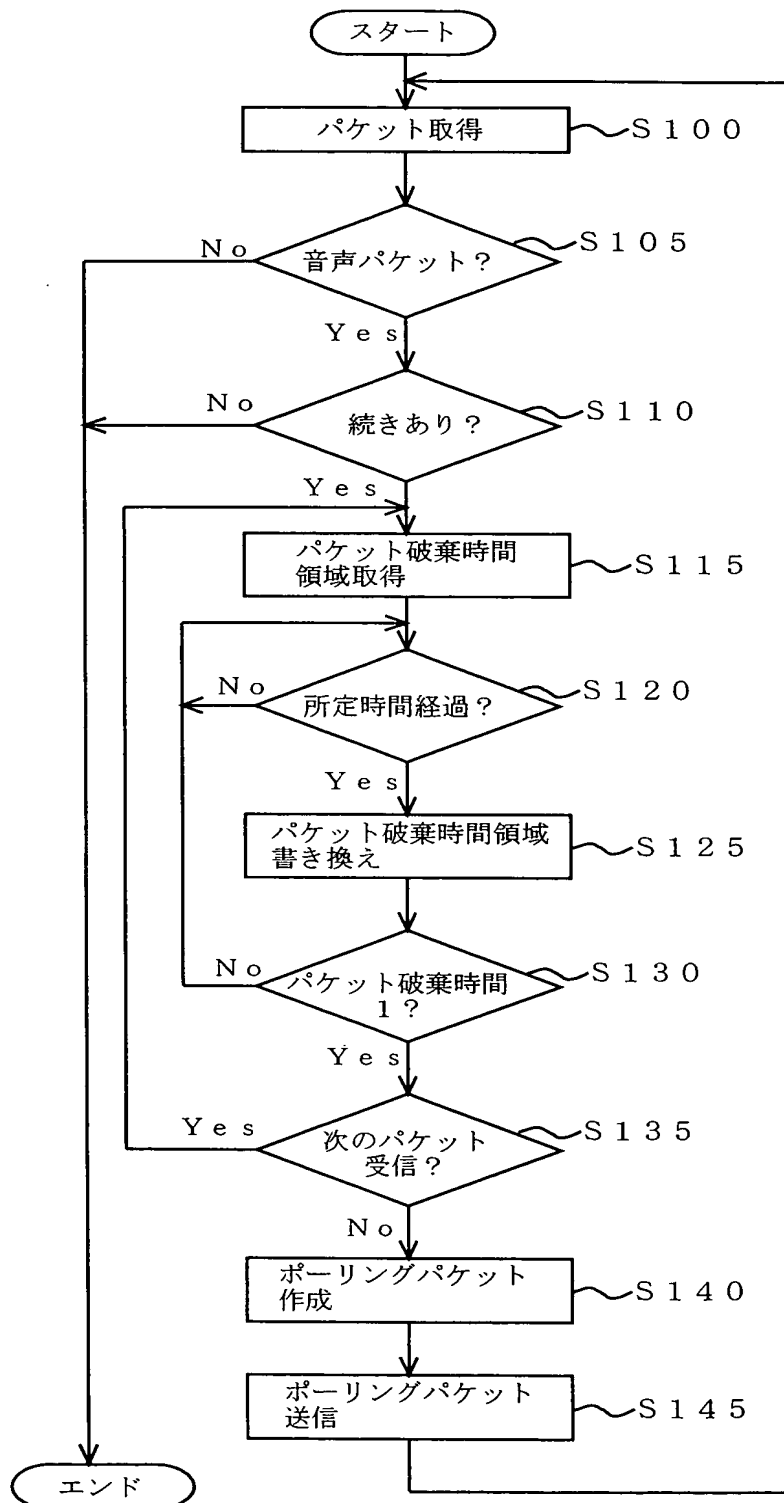 スタート
パケット取得
S100
音声パケット?
S105
No
Yes
続きあり?
S110
No
Yes
パケット破棄時間
領域取得
S115
所定時間経過?
S120
No
Yes
パケット破棄時間領域
書き換え
S125
パケット破棄時間
1?
S130
No
Yes
次のパケット
受信?
S135
Yes
No
ポーリングパケット
作成
S140
ポーリングパケット
送信
S145
エンド